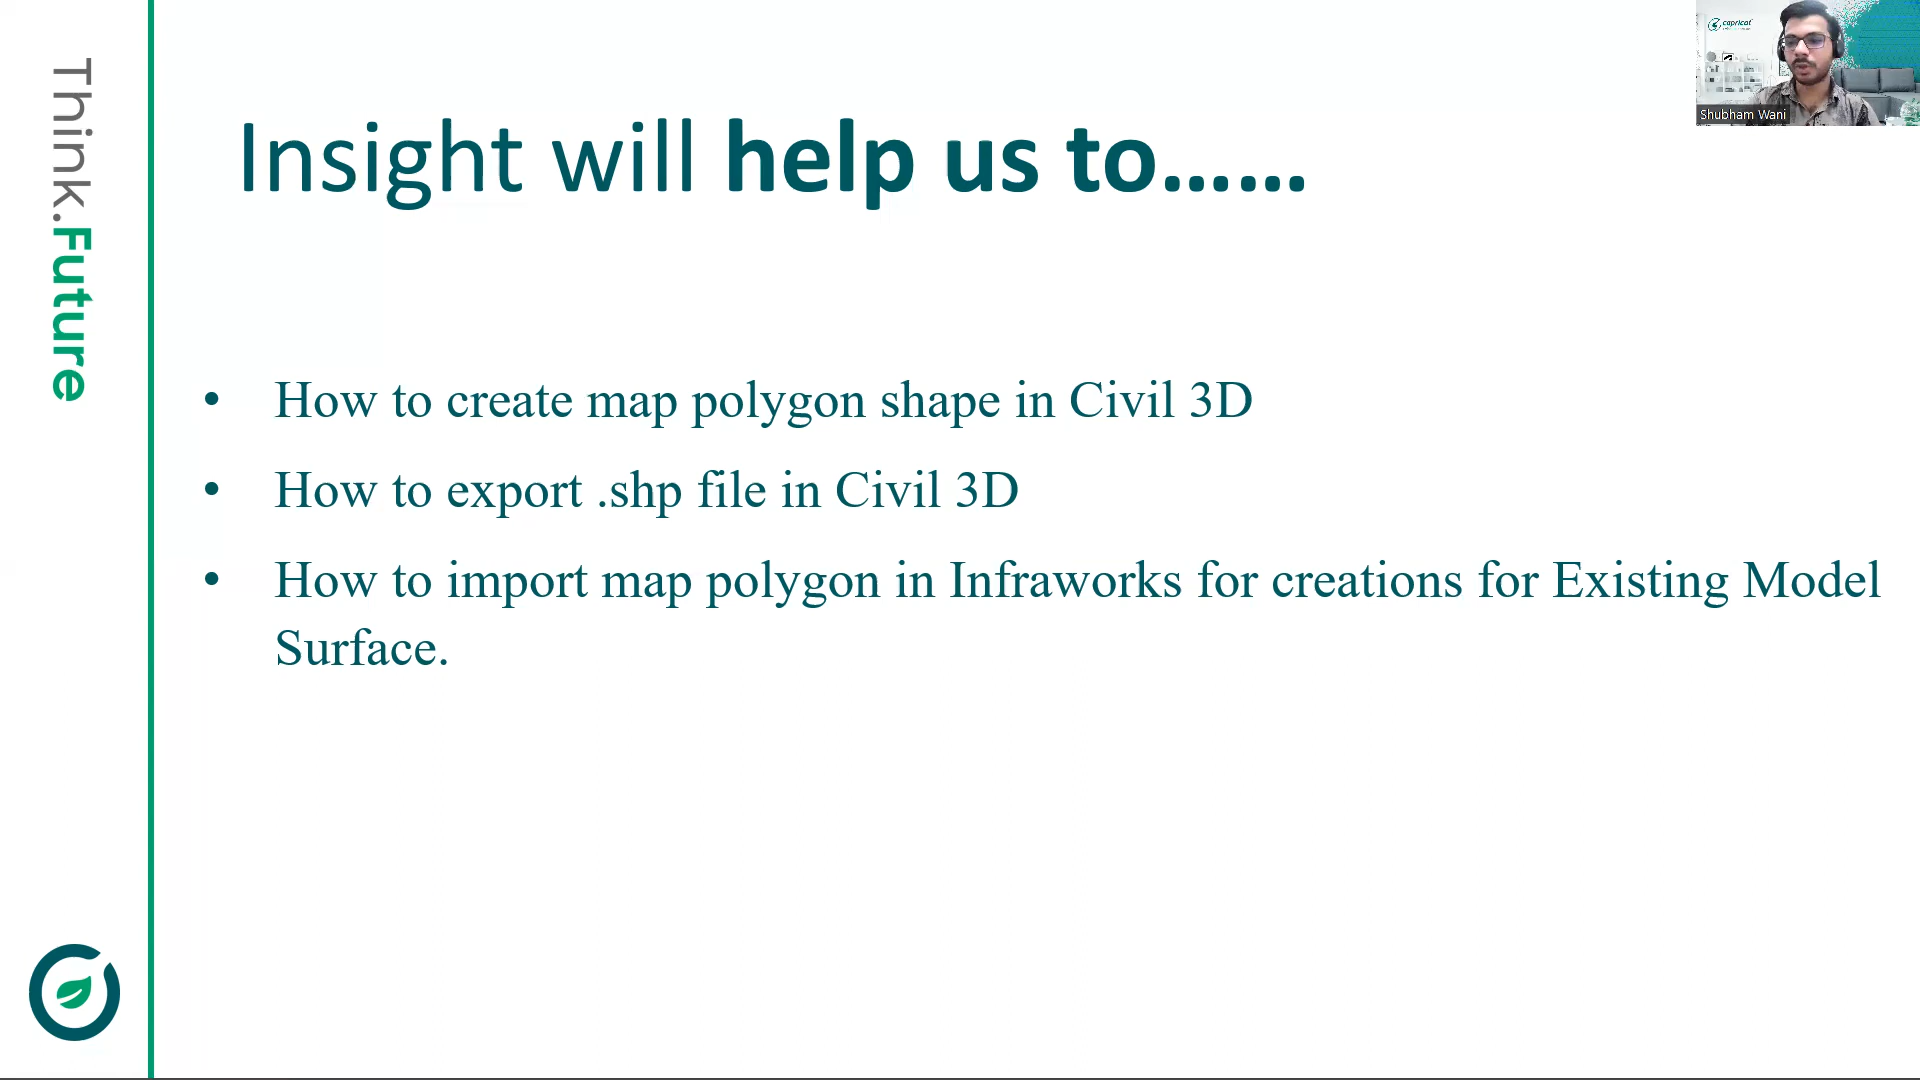 Think.Future
Insight will help us to......
• How to create map polygon shape in Civil 3D
• How to export .shp file in Civil 3D
• How to import map polygon in Infraworks for creations for Existing Model
Surface.
capricot
Shubham Wani